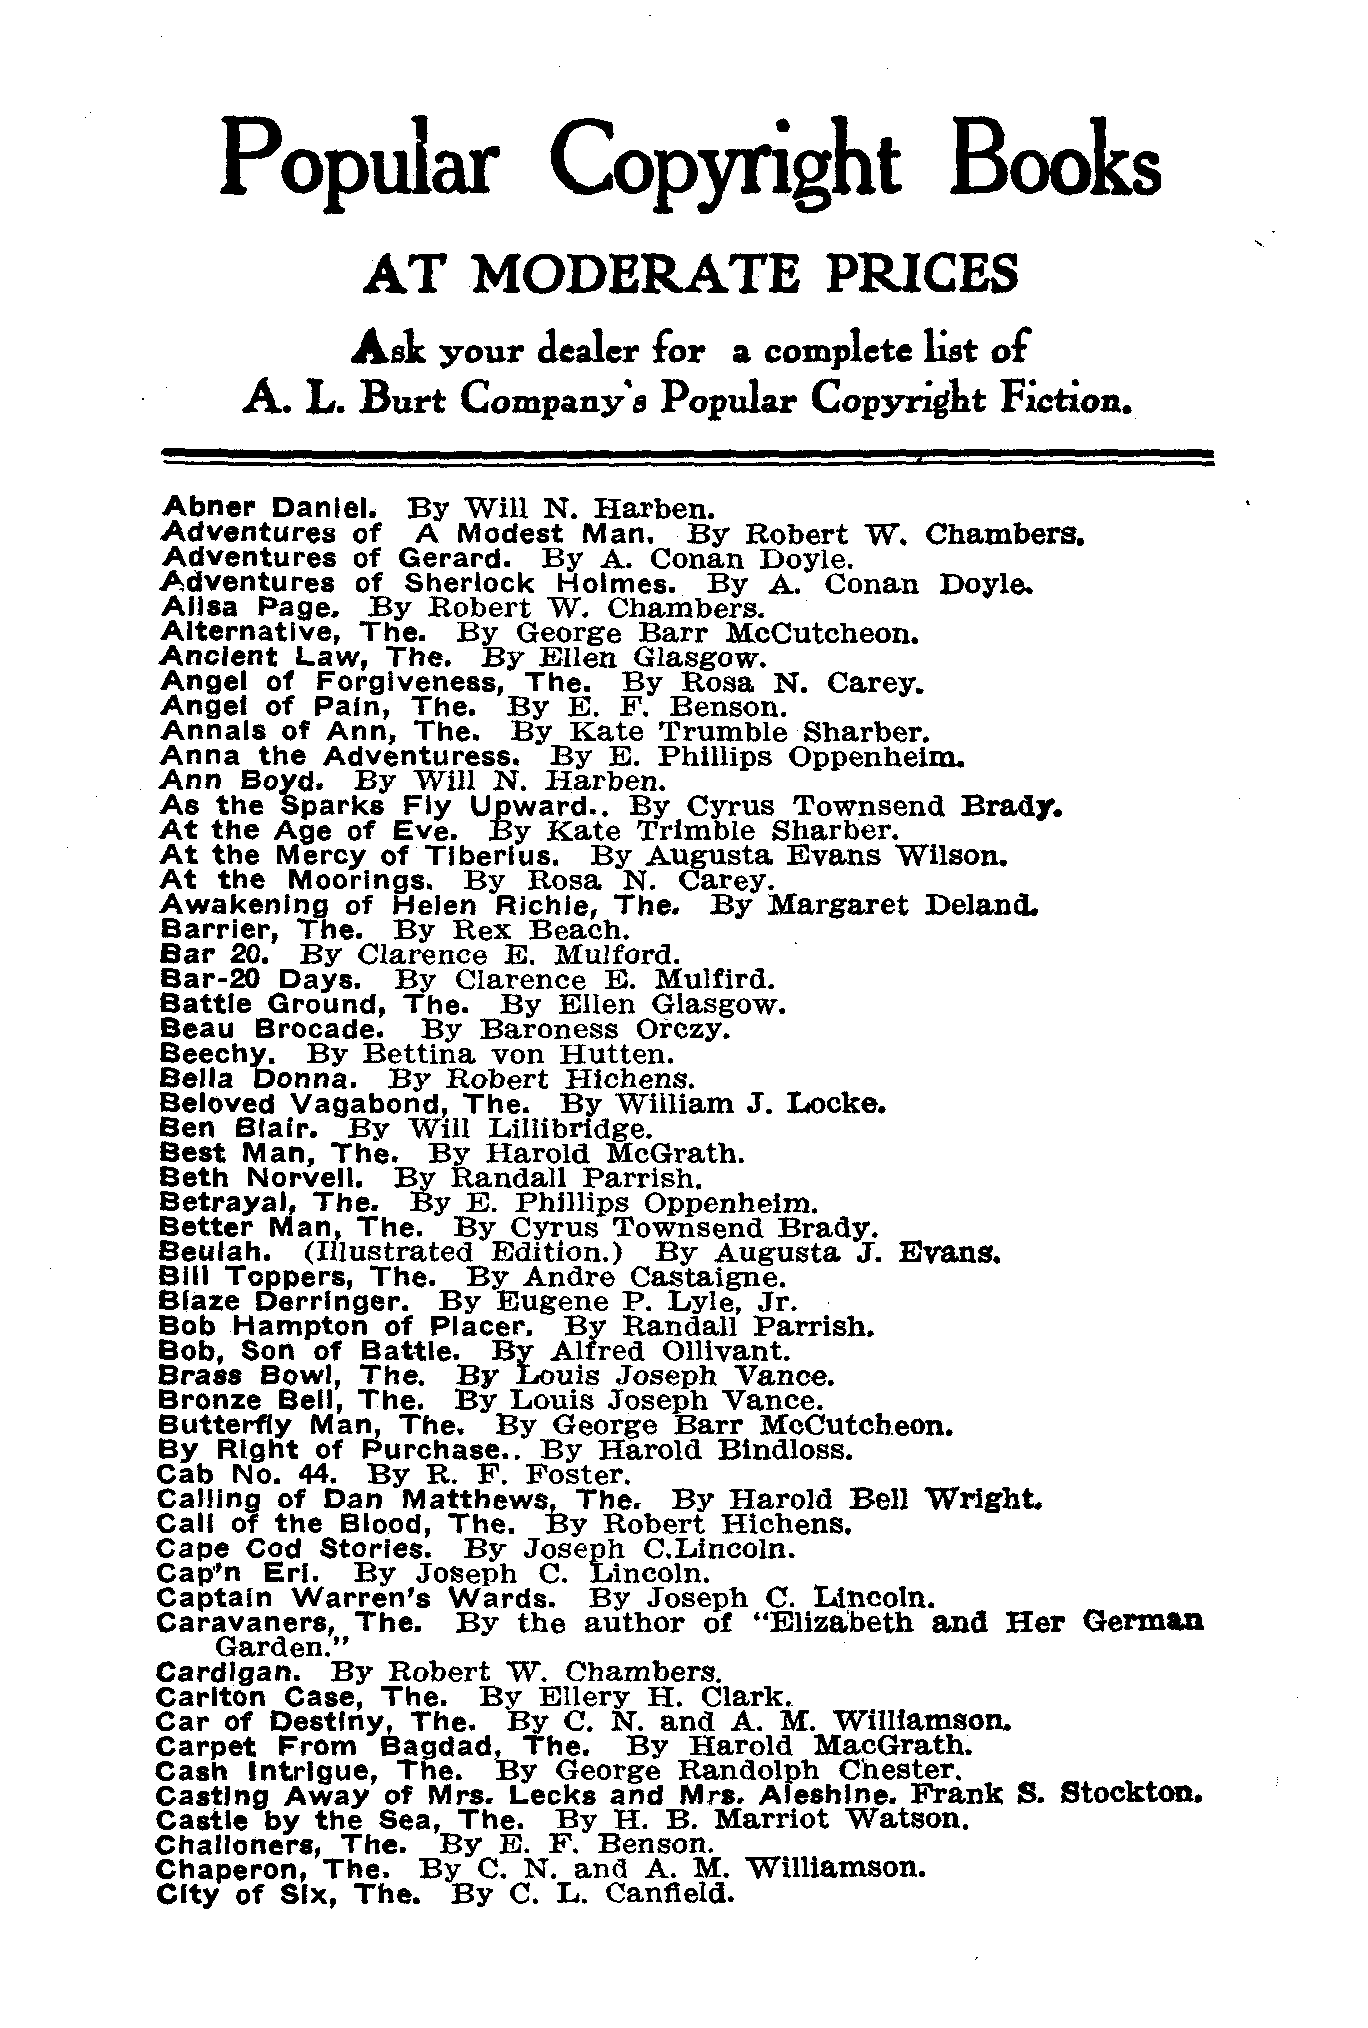 Popular Copyright Books
AT MODERATE PRICES
Ask your dealer for a complete list of
A. L. Burt Company's Popular Copyright Fiction.
Abner Daniel. By Will N. Harben.
Adventures of A Modest Man. By Robert W. Chambers.
Adventures of Gerard. By A. Conan Doyle.
Adventures of Sherlock Holmes. By A. Conan Doyle.
Ailsa Page. By Robert W. Chambers.
Alternative, The. By George Barr McCutcheon.
Ancient Law, The. By Ellen Glasgow.
Angel of Forgiveness, The. By Rosa N. Carey.
Angel of Pain, The. By E. F. Benson.
Annals of Ann, The. By Kate Trumble Sharber.
Anna the Adventuress. By E. Phillips Oppenheim.
Ann Boyd. By Will N. Harben.
As the Sparks Fly Upward.. By Cyrus Townsend Brady.
At the Age of Eve. By Kate Trimble Sharber.
At the Mercy of Tiberius. By Augusta Evans Wilson.
At the Moorings. By Rosa N. Carey.
Awakening of Helen Richie, The. By Margaret Deland.
Barrier, The. By Rex Beach.
Bar 20. By Clarence E. Mulford.
Bar-20 Days. By Clarence E. Mulfird.
Battle Ground, The. By Ellen Glasgow.
Beau Brocade. By Baroness Orczy.
Beechy. By Bettina von Hutten.
Bella Donna. By Robert Hichens.
Beloved Vagabond, The. By William J. Locke.
Ben Blair. By Will Lillibridge.
Best Man, The. By Harold McGrath.
Beth Norvell. By Randall Parrish.
Betrayal, The. By E. Phillips Oppenheim.
Better Man, The. By Cyrus Townsend Brady.
Beulah. (Illustrated Edition.) By Augusta J. Evans.
Bill Toppers, The. By Andre Castaigne.
Blaze Derringer. By Eugene P. Lyle, Jr.
Bob Hampton of Placer. By Randall Parrish.
Bob, Son of Battle. By Alfred Ollivant.
Brass Bowl, The. By Louis Joseph Vance.
Bronze Bell, The. By Louis Joseph Vance.
Butterfly Man, The. By George Barr McCutcheon.
By Right of Purchase.. By Harold Bindloss.
Cab No. 44. By R. F. Foster.
Calling of Dan Matthews, The. By Harold Bell Wright.
Call of the Blood, The. By Robert Hichens.
Cape Cod Stories. By Joseph C.Lincoln.
Cap'n Eri. By Joseph C. Lincoln.
Captain Warren's Wards. By Joseph C. Lincoln.
Caravaners, The. By the author of "Elizabeth and Her German
Garden."
Cardigan. By Robert W. Chambers.
Carlton Case, The. By Ellery H. Clark.
Car of Destiny, The. By C. N. and A. M. Williamson.
Carpet From Bagdad, The. By Harold MacGrath.
Cash Intrigue, The. By George Randolph Chester.
Casting Away of Mrs. Lecks and Mrs. Aleshine. Frank S. Stockton.
Castle by the Sea, The. By H. B. Marriot Watson.
Challoners, The. By E. F. Benson.
Chaperon, The. By C. N. and A. M. Williamson.
City of Six, The. By C. L. Canfield.